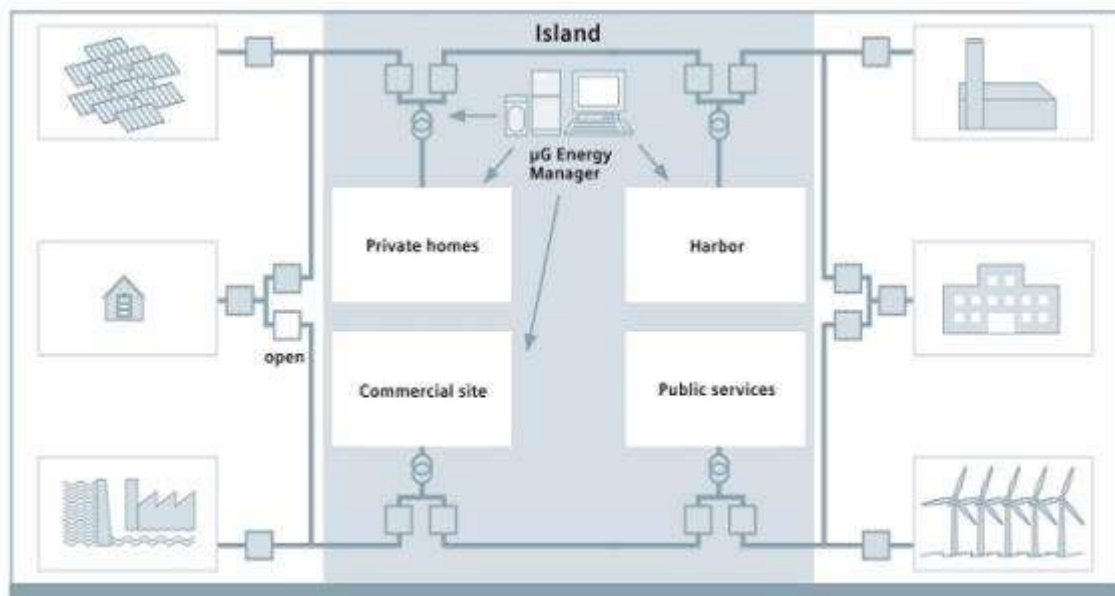 Island
µG Energy
Manager
Private homes
Harbor
open
Commercial site
Public services